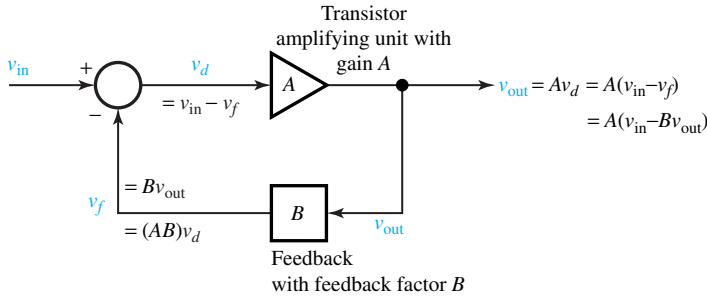 Transistor
amplifying unit with
gain A
v_in
+
v_d
A
v_out = Av_d = A(v_in–v_f)
= v_in – v_f
= A(v_in–Bv_out)
–
= Bv_out
v_f
B
= (AB)v_d
v_out
Feedback
with feedback factor B